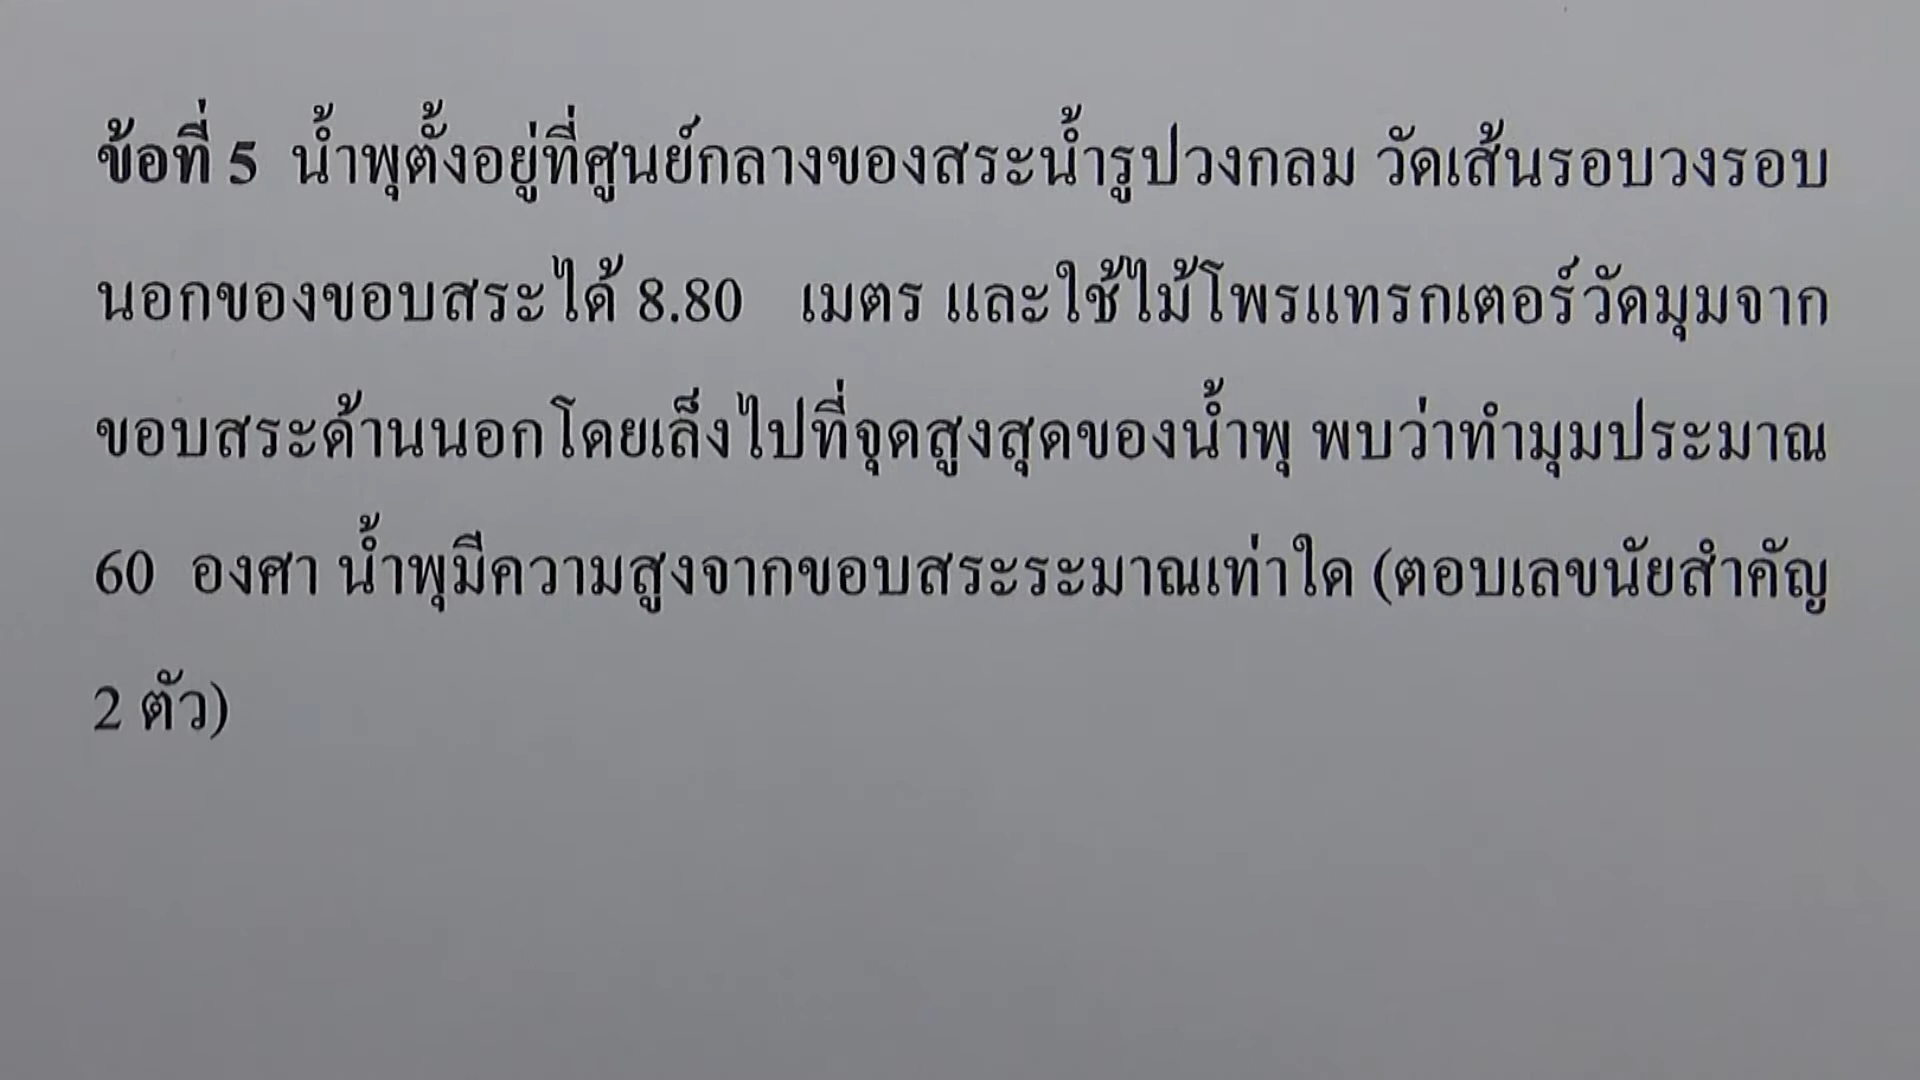 ข้อที่ 5 น้ำพุตั้งอยู่ที่ศูนย์กลางของสระน้ำรูปวงกลม วัดเส้นรอบวงรอบ
นอกของขอบสระได้ 8.80 เมตร และใช้ไม้โพรแทรกเตอร์วัดมุมจาก
ขอบสระด้านนอกโดยเล็งไปที่จุดสูงสุดของน้ำพุ พบว่าทำมุมประมาณ
60 องศา น้ำพุมีความสูงจากขอบสระระมาณเท่าใด (ตอบเลขนัยสำคัญ
2 ตัว)